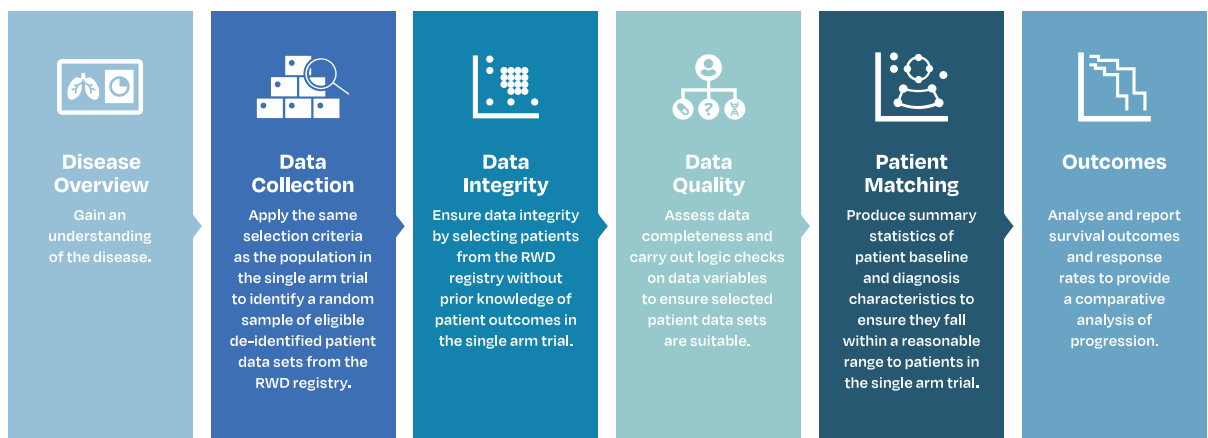 Disease
Overview
Gain an
understanding
of the disease.
Data
Collection
Apply the same
selection criteria
as the population in
the single arm trial
to identify a random
sample of eligible
de-identified patient
data sets from the
RWD registry.
Data
Integrity
Ensure data integrity
by selecting patients
from the RWD
registry without
prior knowledge of
patient outcomes in
the single arm trial.
?
Data
Quality
Assess data
completeness and
carry out logic checks
on data variables
to ensure selected
patient data sets
are suitable.
Patient
Matching
Produce summary
statistics of
patient baseline
and diagnosis
characteristics to
ensure they fall
within a reasonable
range to patients in
the single arm trial.
Outcomes
Analyse and report
survival outcomes
and response
rates to provide
a comparative
analysis of
progression.